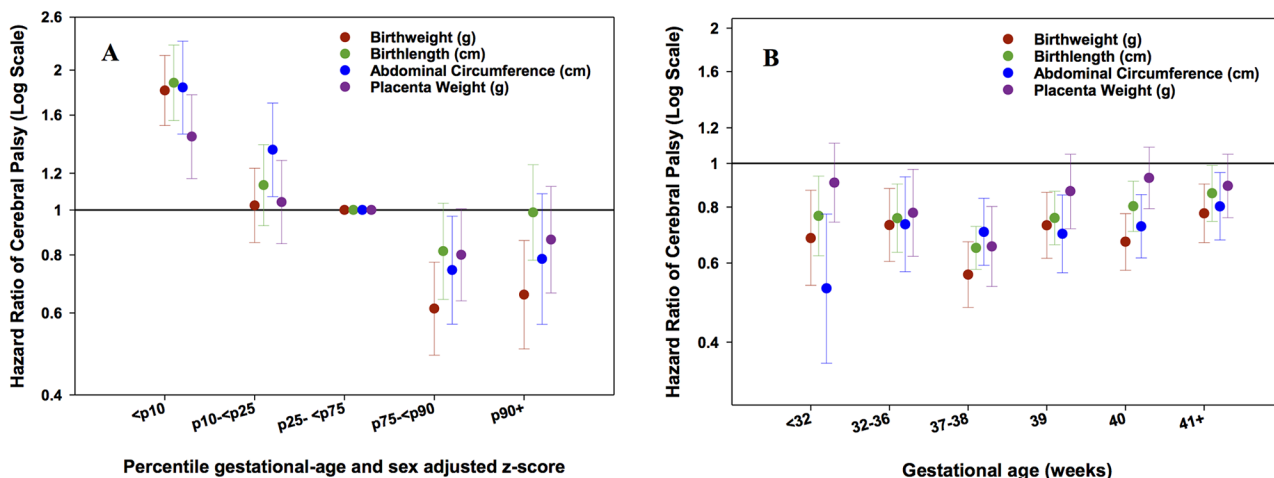 A
Birthweight (g)
Birthlength (cm)
Abdominal Circumference (cm)
Placenta Weight (g)
Hazard Ratio of Cerebral Palsy (Log Scale)
2.6
2
1.6
1.2
1
0.8
0.6
0.4
<p10
p10-<p25
p25- <p75
p75-<p90
p90+
Percentile gestational-age and sex adjusted z-score
B
Birthweight (g)
Birthlength (cm)
Abdominal Circumference (cm)
Placenta Weight (g)
Hazard Ratio of Cerebral Palsy (Log Scale)
2
1.6
1.2
1
0.8
0.6
0.4
<32
32-36
37-38
39
40
41+
Gestational age (weeks)